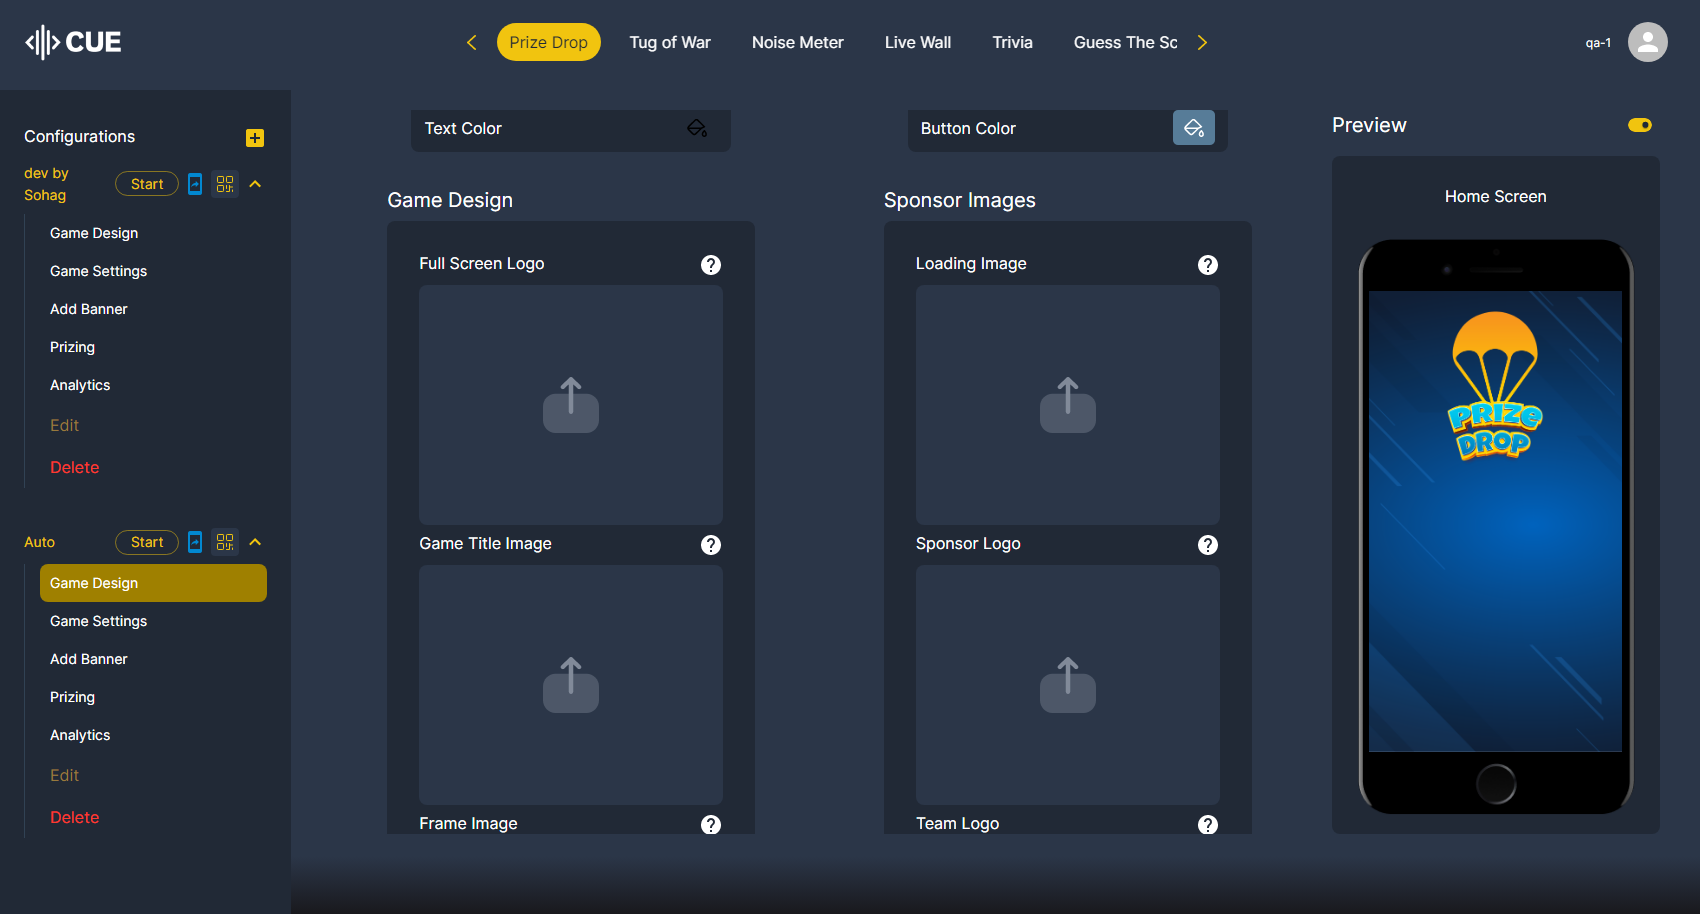 CUE
Prize Drop
Tug of War
Noise Meter
Live Wall
Trivia
Guess The Sc
qa-1
Configurations
dev by
Sohag
Start
Game Design
Game Settings
Add Banner
Prizing
Analytics
Edit
Delete
Auto
Start
Game Design
Game Settings
Add Banner
Prizing
Analytics
Edit
Delete
Text Color
Button Color
Game Design
Full Screen Logo
?
Game Title Image
?
Frame Image
?
Sponsor Images
Loading Image
?
Sponsor Logo
?
Team Logo
?
Preview
Home Screen
PRIZE
DROP